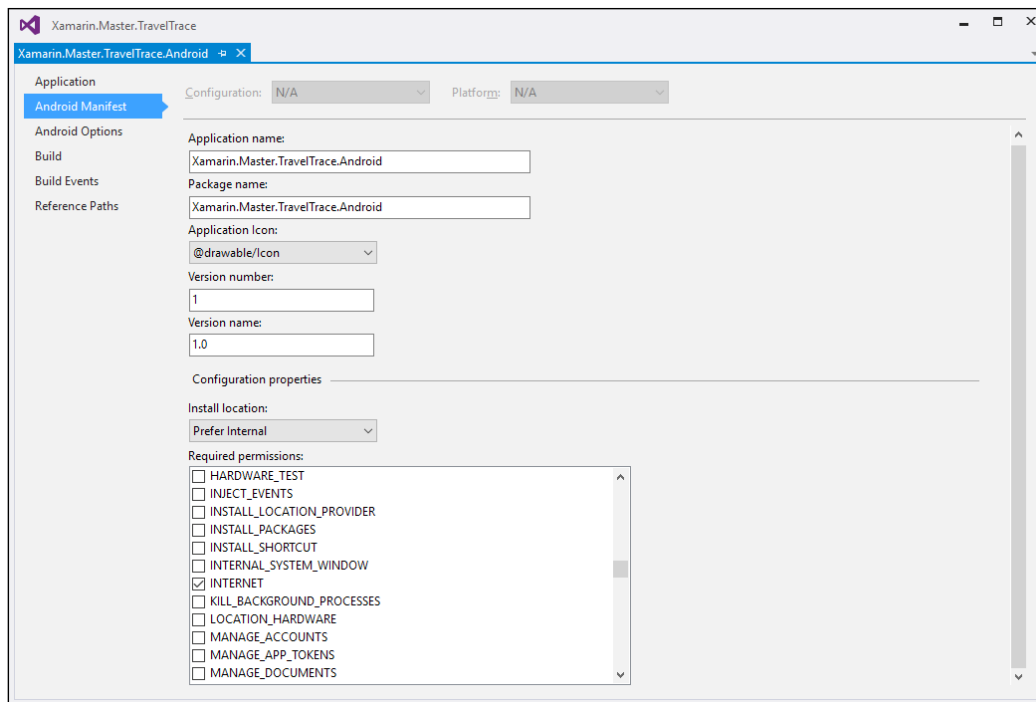 Xamarin.Master.TravelTrace
Xamarin.Master.TravelTrace.Android
Application
Android Manifest
Android Options
Build
Build Events
Reference Paths
Configuration: N/A Platform: N/A
Application name:
Xamarin.Master.TravelTrace.Android
Package name:
Xamarin.Master.TravelTrace.Android
Application Icon:
@drawable/Icon
Version number:
1
Version name:
1.0
Configuration properties
Install location:
Prefer Internal
Required permissions:
HARDWARE_TEST
INJECT_EVENTS
INSTALL_LOCATION_PROVIDER
INSTALL_PACKAGES
INSTALL_SHORTCUT
INTERNAL_SYSTEM_WINDOW
INTERNET
KILL_BACKGROUND_PROCESSES
LOCATION_HARDWARE
MANAGE_ACCOUNTS
MANAGE_APP_TOKENS
MANAGE_DOCUMENTS